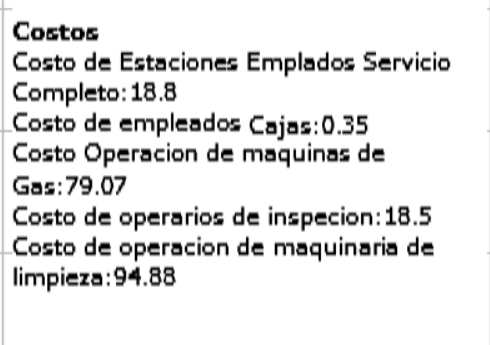 Costos
Costo de Estaciones Emplados Servicio
Completo:18.8
Costo de empleados Cajas:0.35
Costo Operacion de maquinas de
Gas:79.07
Costo de operarios de inspecion:18.5
Costo de operacion de maquinaria de
limpieza:94.88